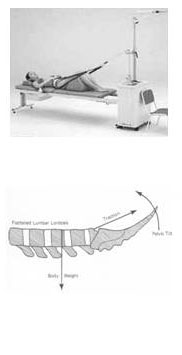 Flattened Lumbar Lordosis
Traction
Pelvic Tilt
Body Weight